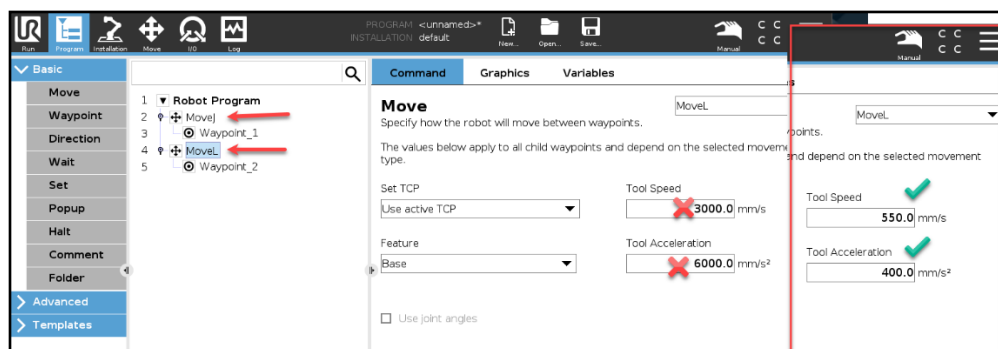 UR
Run
Program
Installation
Move
I/O
Log
PROGRAM <unnamed>*
INSTALLATION default
New...
Open...
Save...
Manual
C C
C C
Manual
C C
C C
Basic
Move
Waypoint
Direction
Wait
Set
Popup
Halt
Comment
Folder
Advanced
Templates
1 Robot Program
2 MoveJ
3 Waypoint_1
4 MoveL
5 Waypoint_2
Command Graphics Variables
Move
MoveL
Specify how the robot will move between waypoints.
The values below apply to all child waypoints and depend on the selected movem
type.
Set TCP
Use active TCP
Tool Speed
3000.0 mm/s
Feature
Base
Tool Acceleration
6000.0 mm/s²
Use joint angles
s
MoveL
points.
and depend on the selected movement
Tool Speed
550.0 mm/s
Tool Acceleration
400.0 mm/s²